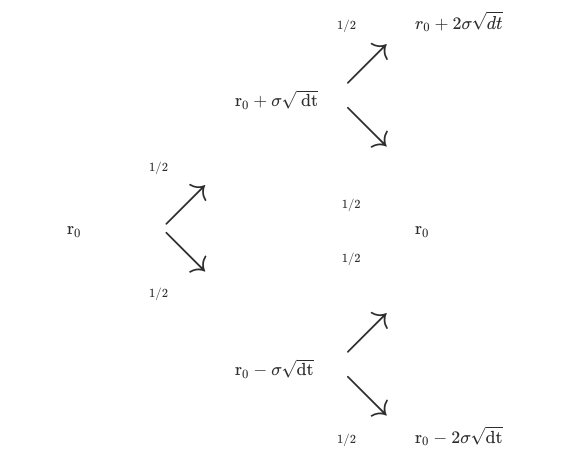 1/2
r₀ + 2σ√dt
r₀ + σ√dt
1/2
1/2
r₀
r₀
1/2
1/2
r₀ − σ√dt
1/2
r₀ − 2σ√dt